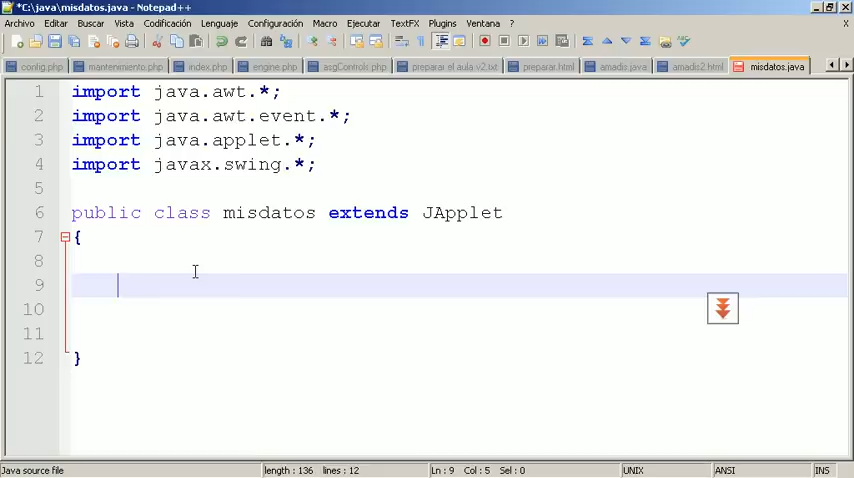 *C:\java\misdatos.java - Notepad++
Archivo Editar Buscar Vista Codificación Lenguaje Configuración Macro Ejecutar TextFX Plugins Ventana ? X
config.php mantenimiento.php index.php engine.php asgControls.php preparar el aula v2.txt preparar.html amadis.java amadis2.html misdatos.java
1 import java.awt.*;
2 import java.awt.event.*;
3 import java.applet.*;
4 import javax.swing.*;
5
6 public class misdatos extends JApplet
7 {
8
9
10
11
12 }
Java source file length : 136 lines : 12 Ln : 9 Col : 5 Sel : 0 UNIX ANSI INS